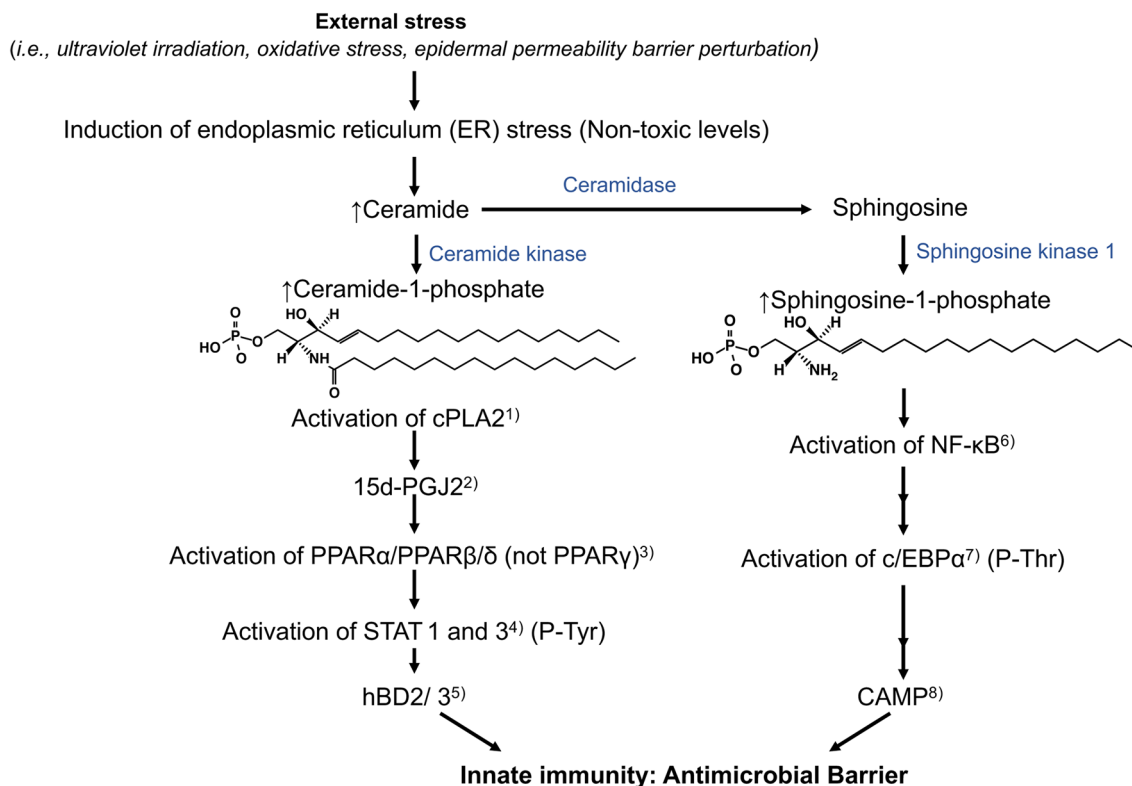 External stress
(i.e., ultraviolet irradiation, oxidative stress, epidermal permeability barrier perturbation)
Induction of endoplasmic reticulum (ER) stress (Non-toxic levels)
Ceramidase
↑Ceramide
Sphingosine
Ceramide kinase
Sphingosine kinase 1
↑Ceramide-1-phosphate
↑Sphingosine-1-phosphate
O HO H
HO P O
O
H NH
O
O HO H
HO P O
O
H NH2
Activation of cPLA21)
Activation of NF-κB6)
15d-PGJ22)
Activation of PPARα/PPARβ/δ (not PPARγ)3)
Activation of c/EBPα7) (P-Thr)
Activation of STAT 1 and 34) (P-Tyr)
hBD2/ 35)
CAMP8)
Innate immunity: Antimicrobial Barrier